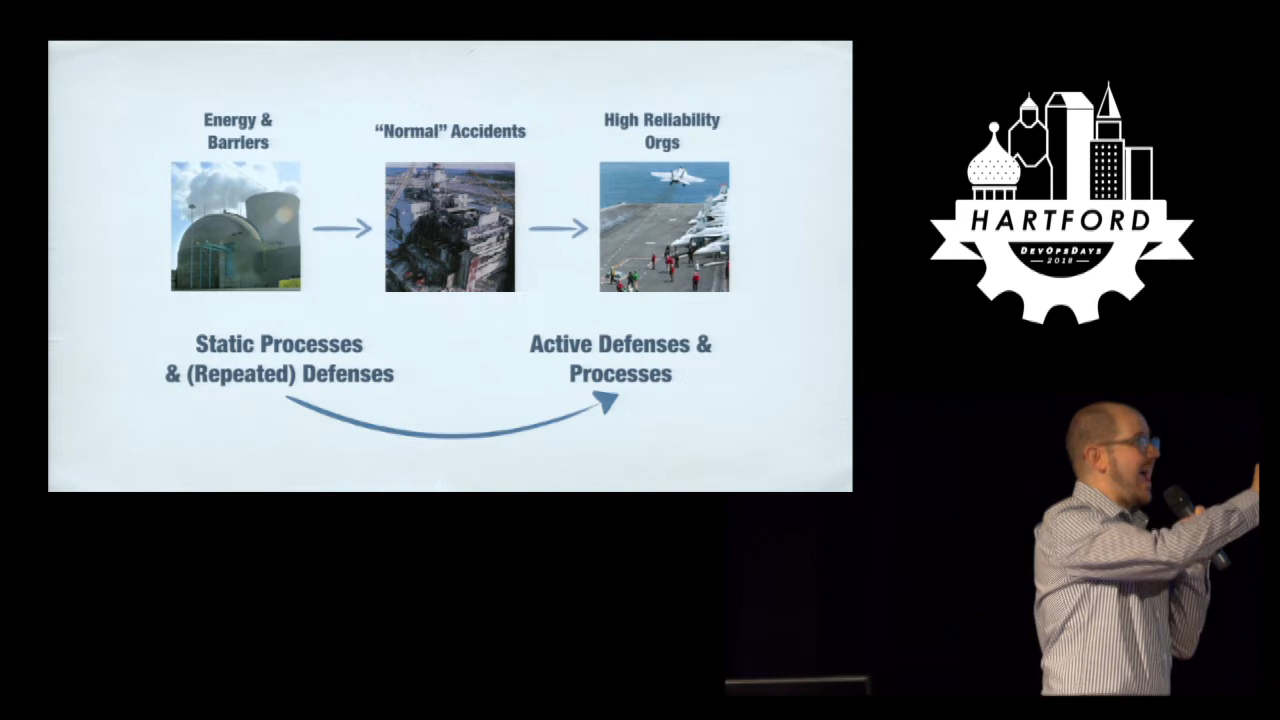 Energy &
Barriers
“Normal” Accidents
High Reliability
Orgs
Static Processes
& (Repeated) Defenses
Active Defenses &
Processes
HARTFORD
DEVOPSDAYS
2018